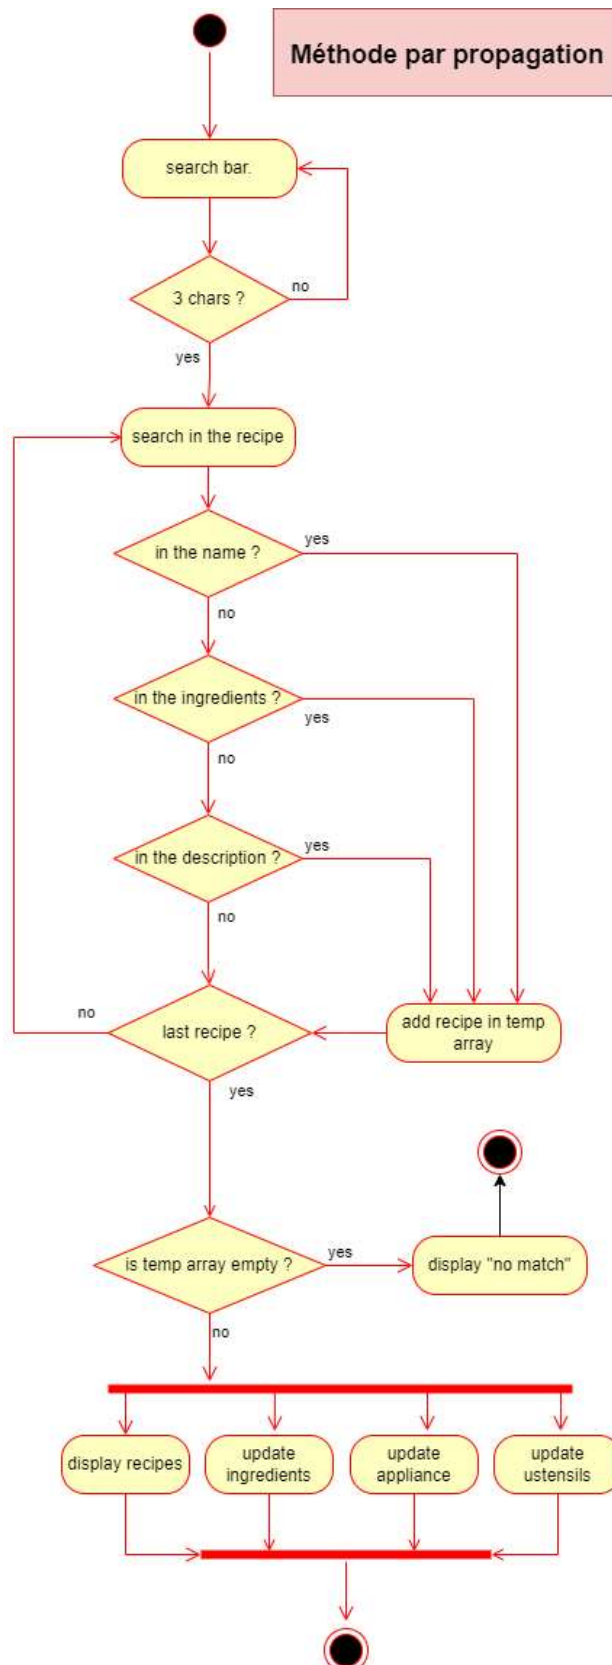 Méthode par propagation
search bar.
3 chars ?
no
yes
search in the recipe
in the name ?
yes
no
in the ingredients ?
yes
no
in the description ?
yes
no
no
last recipe ?
add recipe in temp
array
yes
is temp array empty ?
yes
display "no match"
no
display recipes
update
ingredients
update
appliance
update
ustensils